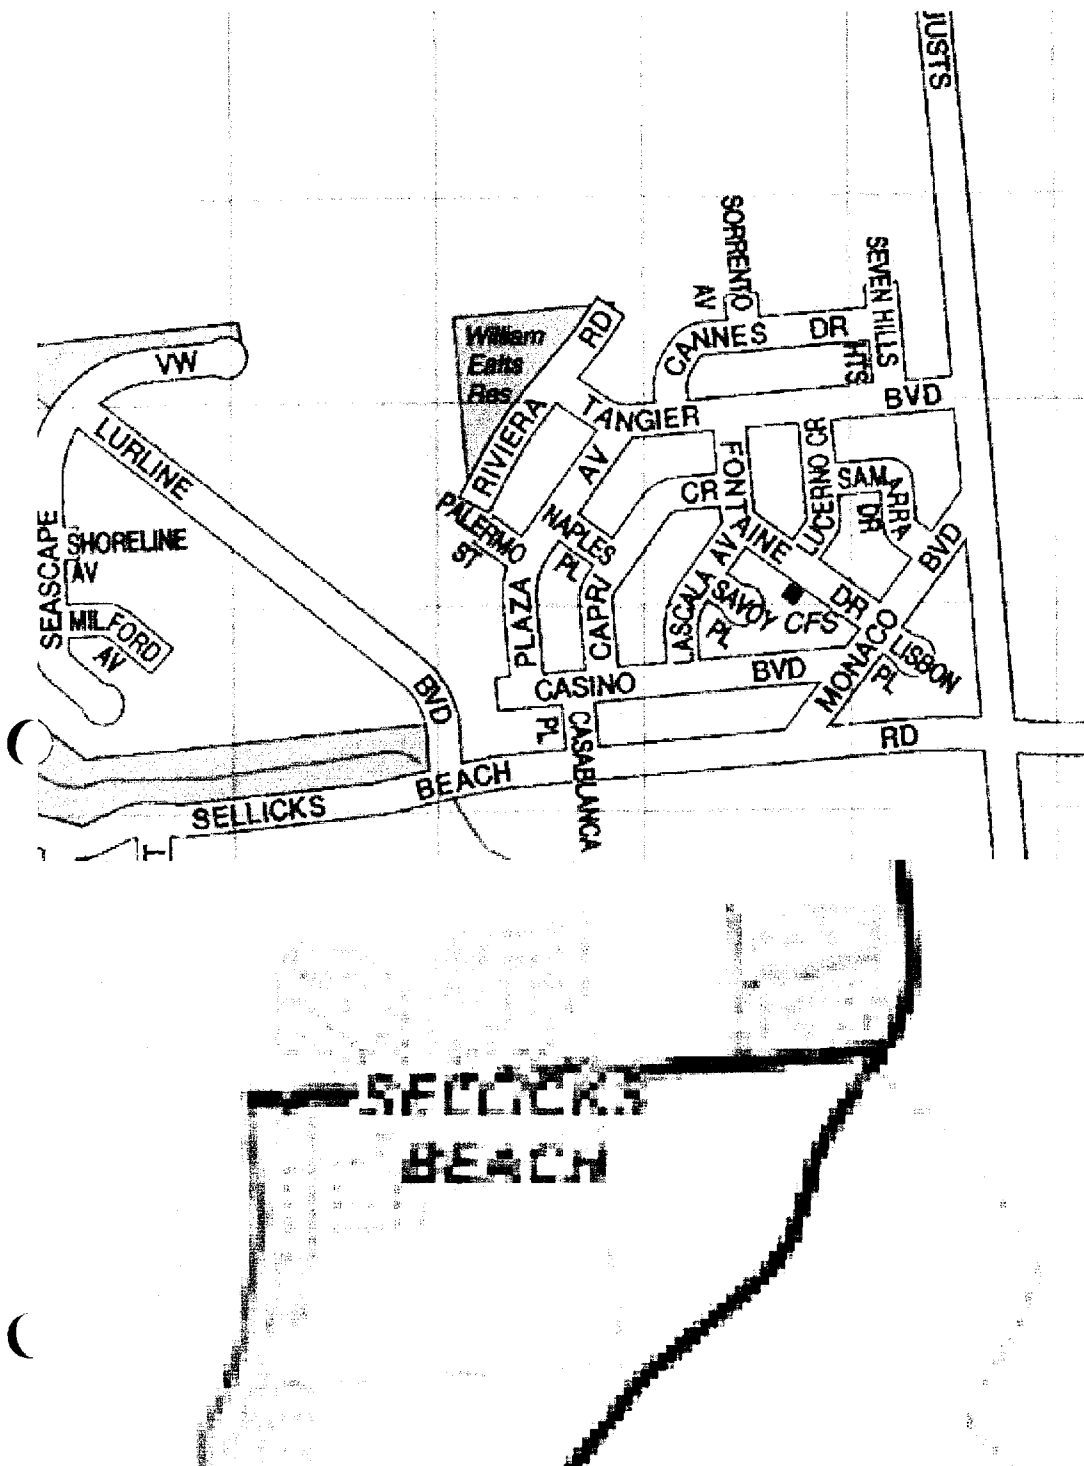 JUSTS
SORRENTO
AV
SEVEN HILLS
HTS
William
RD
CANNES
DR
VW
Res
RIVIERA
TANGIER
BVD
LURLINE
AV
FONTAINE
DR
LUCERNO CR
SAMARRA
DR
CR
PALERMO
ST
NAPLES
PL
BVD
SEASCAPE
SHORELINE
AV
LASCALA AV
SAVOY
PL
CFS
MILFORD
AV
PLAZA
CAPRI
MONACO
LISBON
PL
CASINO
BVD
BVD
PL
CASABLANCA
RD
SELLICKS
BEACH
T
SELLICKS
BEACH